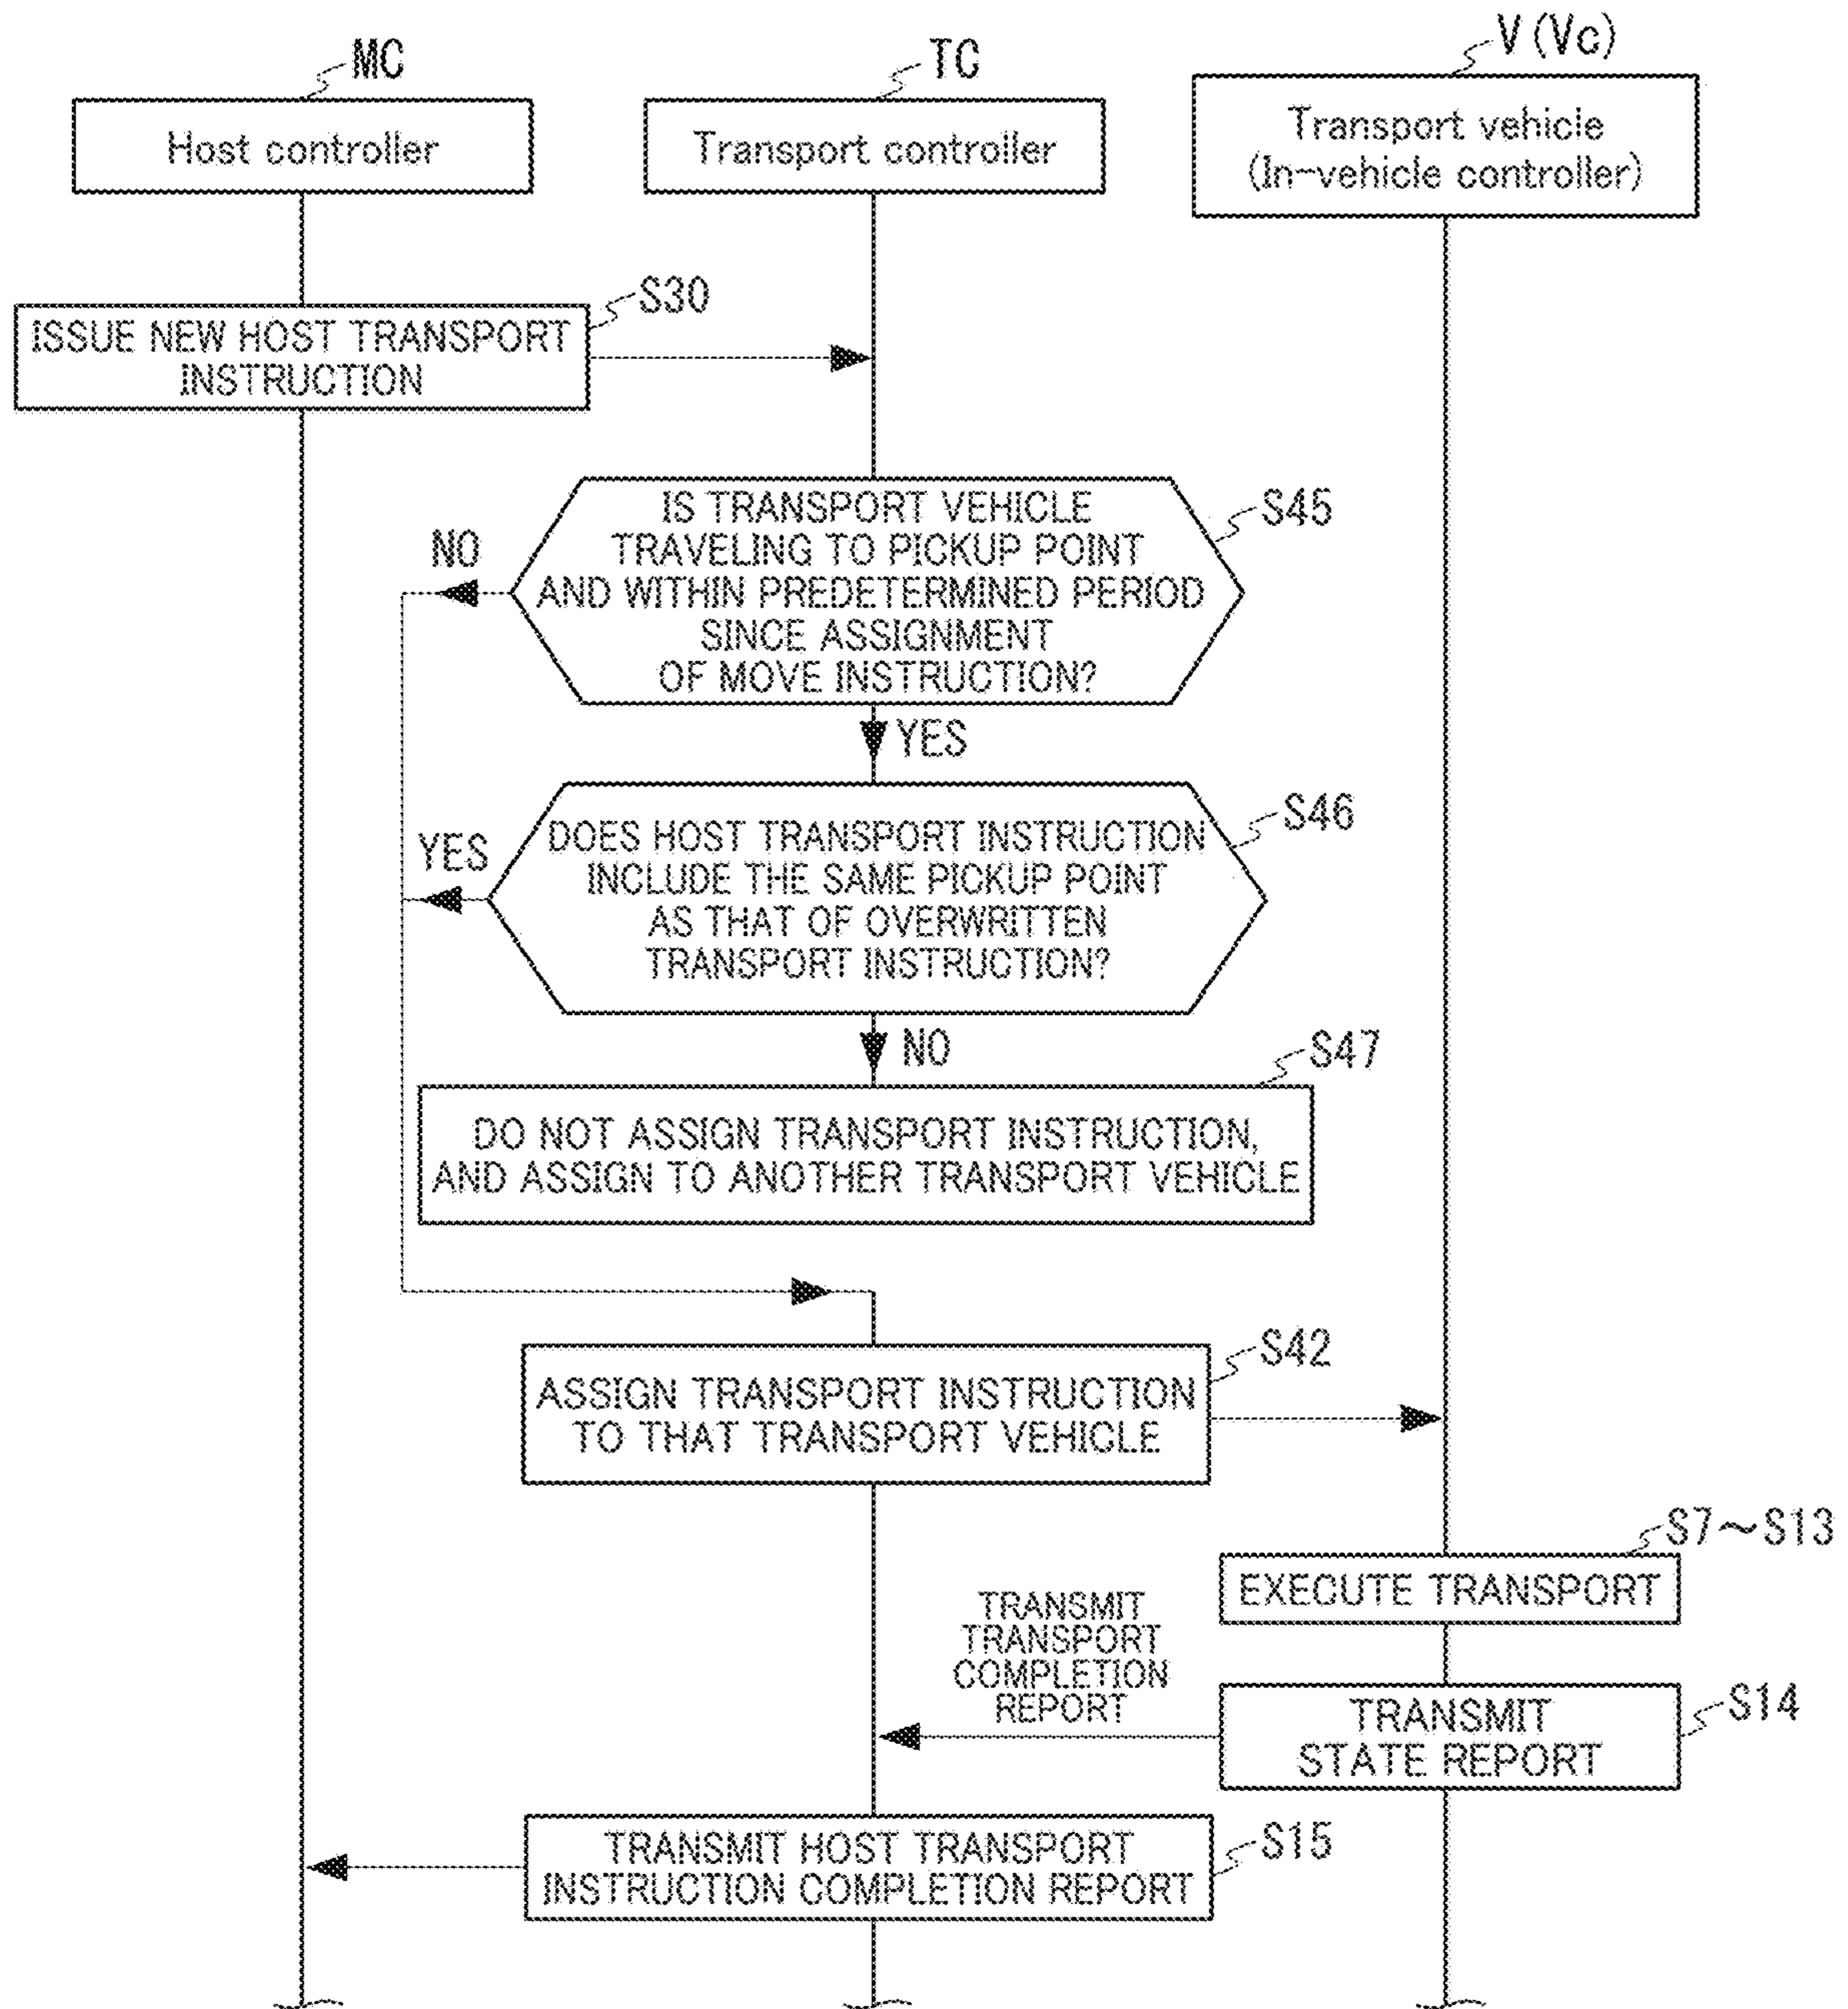 MC
TC
V(Vc)
Host controller
Transport controller
Transport vehicle
(In-vehicle controller)
S30
ISSUE NEW HOST TRANSPORT
INSTRUCTION
S45
IS TRANSPORT VEHICLE
TRAVELING TO PICKUP POINT
AND WITHIN PREDETERMINED PERIOD
SINCE ASSIGNMENT
OF MOVE INSTRUCTION?
NO
YES
S46
DOES HOST TRANSPORT INSTRUCTION
INCLUDE THE SAME PICKUP POINT
AS THAT OF OVERWRITTEN
TRANSPORT INSTRUCTION?
YES
NO
S47
DO NOT ASSIGN TRANSPORT INSTRUCTION,
AND ASSIGN TO ANOTHER TRANSPORT VEHICLE
S42
ASSIGN TRANSPORT INSTRUCTION
TO THAT TRANSPORT VEHICLE
S7～S13
EXECUTE TRANSPORT
TRANSMIT
TRANSPORT
COMPLETION
REPORT
S14
TRANSMIT
STATE REPORT
S15
TRANSMIT HOST TRANSPORT
INSTRUCTION COMPLETION REPORT